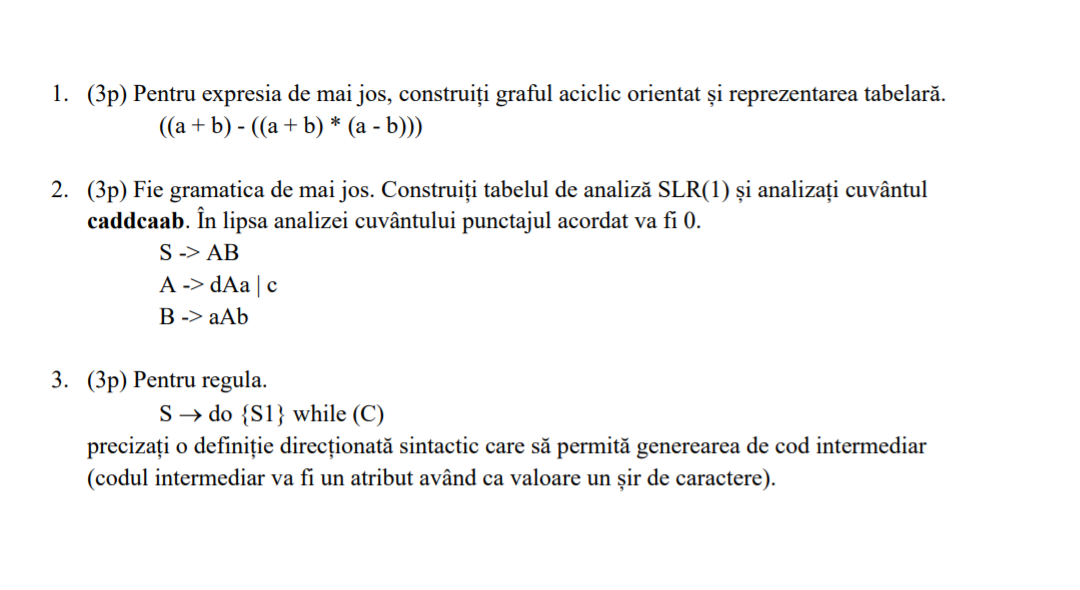 1. (3p) Pentru expresia de mai jos, construiți graful aciclic orientat și reprezentarea tabelară.
((a + b) - ((a + b) * (a - b)))
2. (3p) Fie gramatica de mai jos. Construiți tabelul de analiză SLR(1) și analizați cuvântul
caddcaab. În lipsa analizei cuvântului punctajul acordat va fi 0.
S -> AB
A -> dAa | c
B -> aAb
3. (3p) Pentru regula.
S → do {S1} while (C)
precizați o definiție direcționată sintactic care să permită generearea de cod intermediar
(codul intermediar va fi un atribut având ca valoare un șir de caractere).